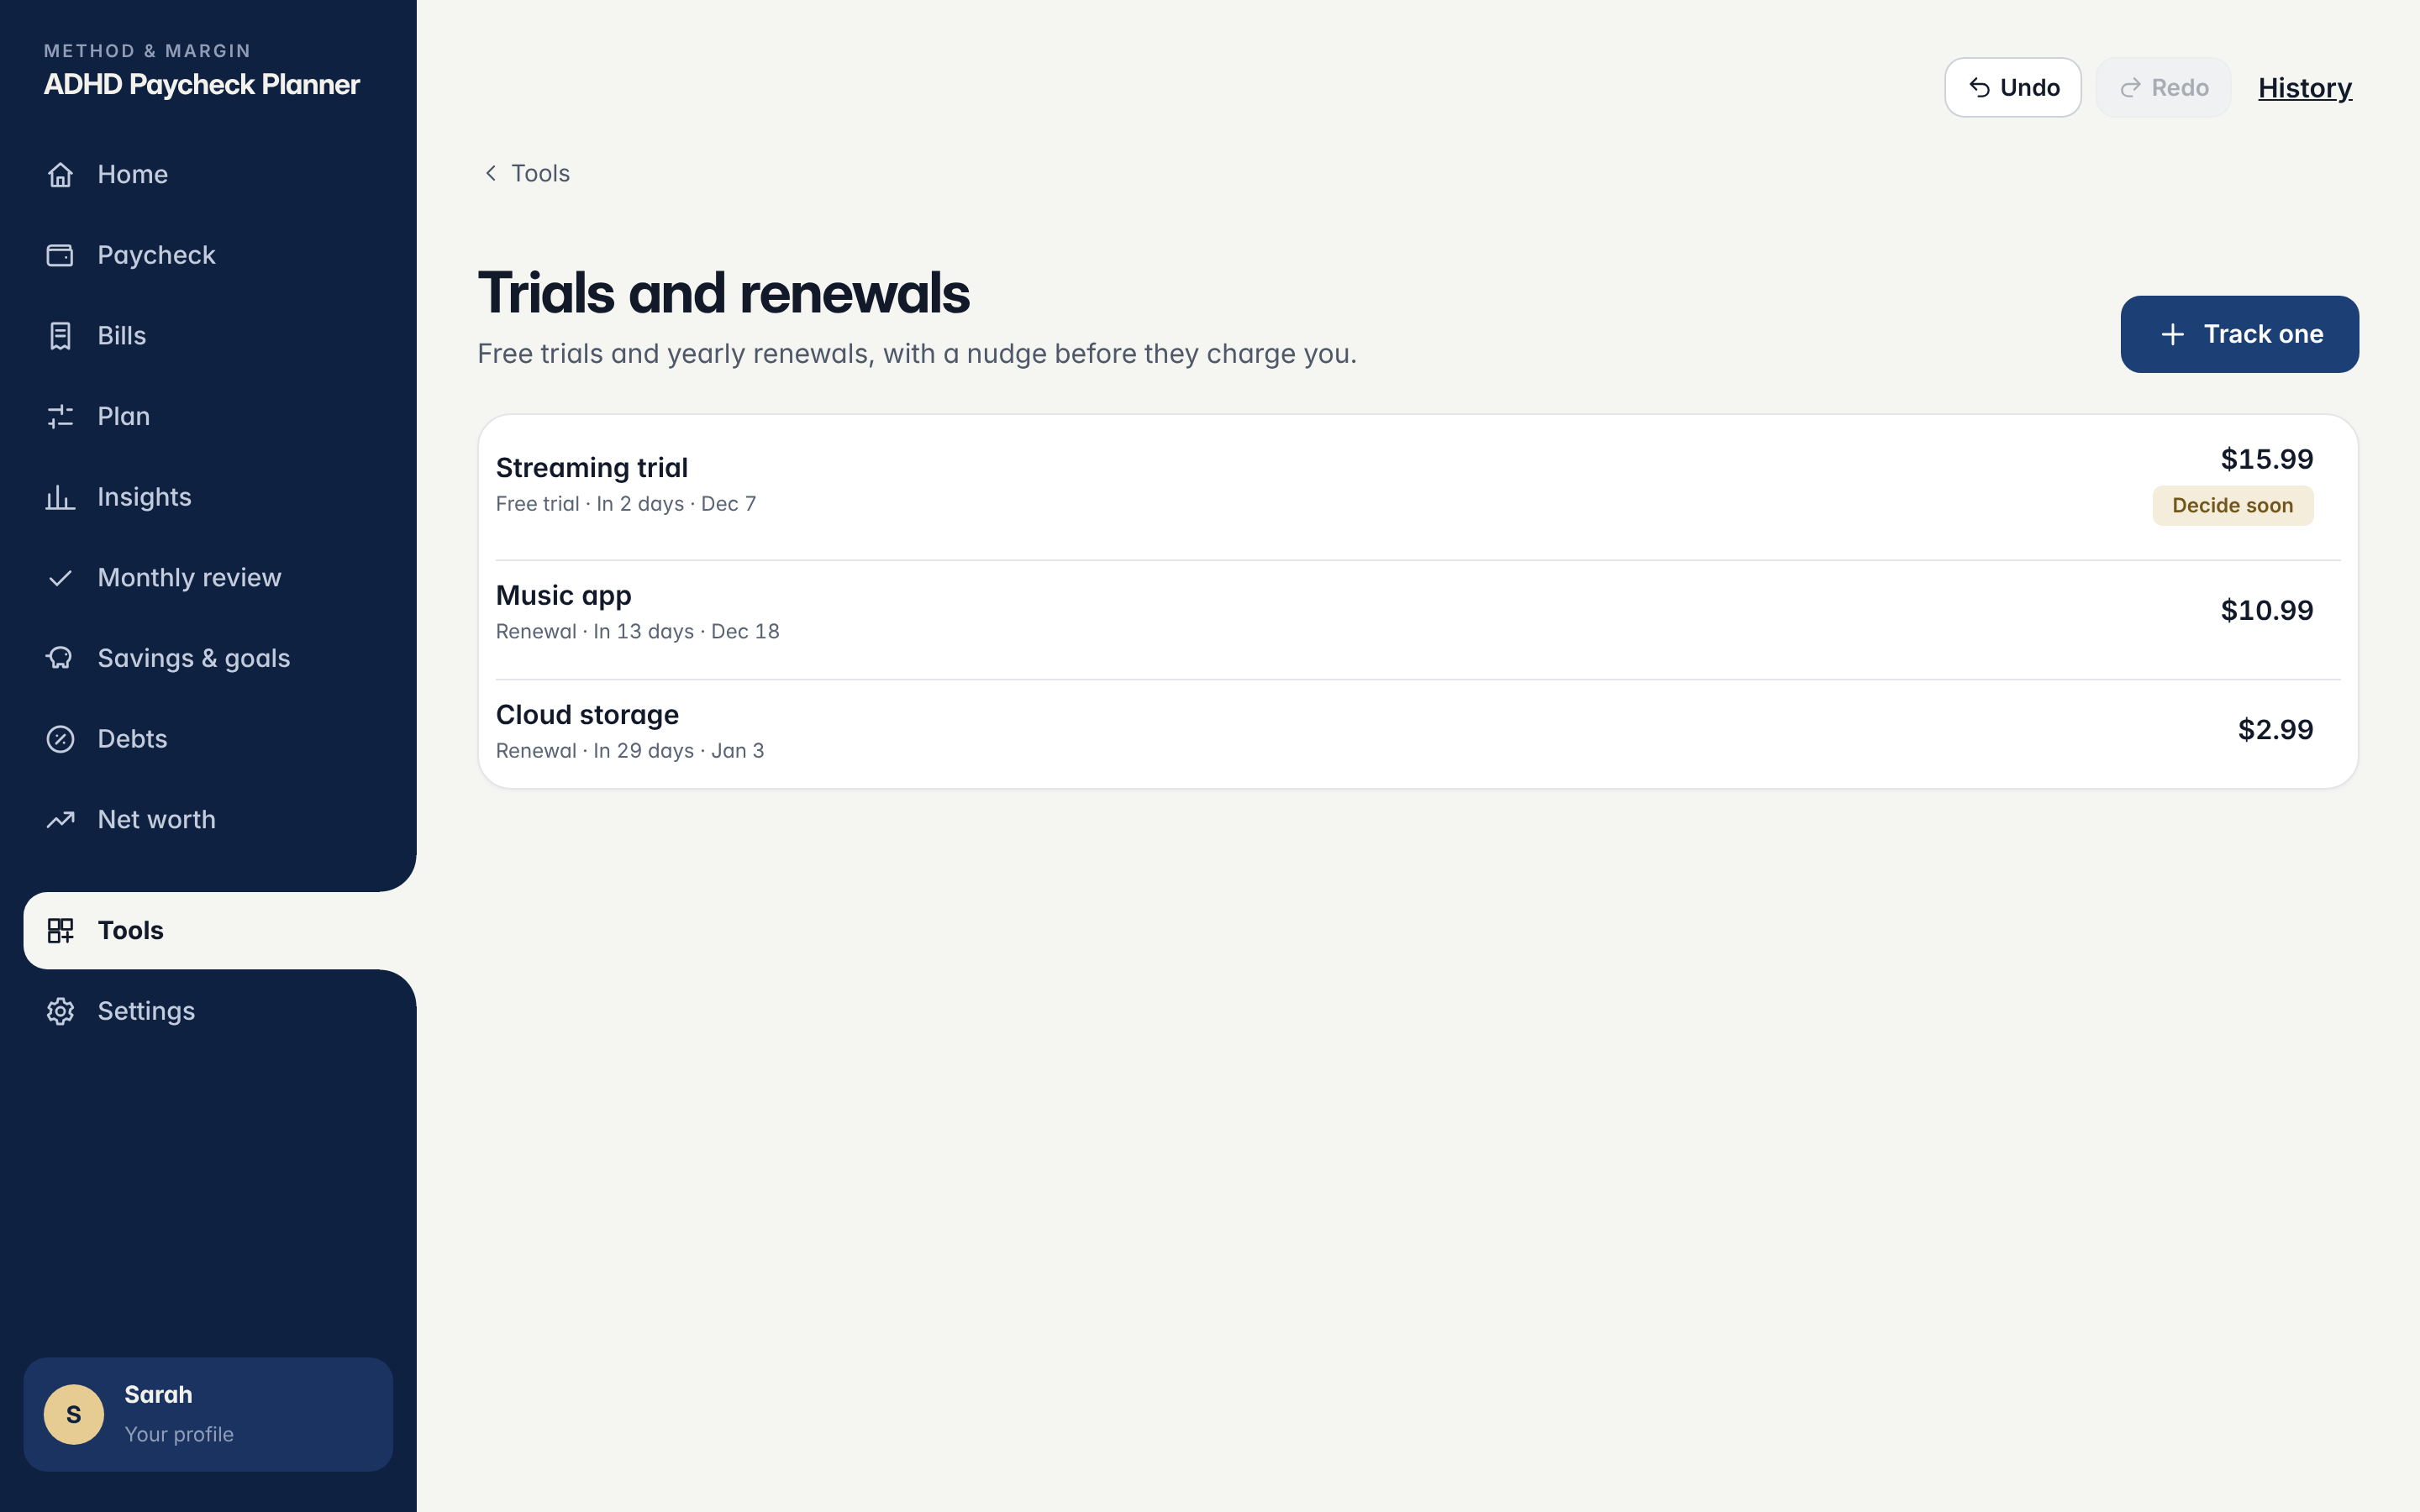 METHOD & MARGIN
ADHD Paycheck Planner
Home
Paycheck
Bills
Plan
Insights
Monthly review
Savings & goals
Debts
Net worth
Tools
Settings
S
Sarah
Your profile
Undo
Redo
History
Tools
Trials and renewals
Free trials and yearly renewals, with a nudge before they charge you.
Track one
Streaming trial
Free trial · In 2 days · Dec 7
$15.99
Decide soon
Music app
Renewal · In 13 days · Dec 18
$10.99
Cloud storage
Renewal · In 29 days · Jan 3
$2.99